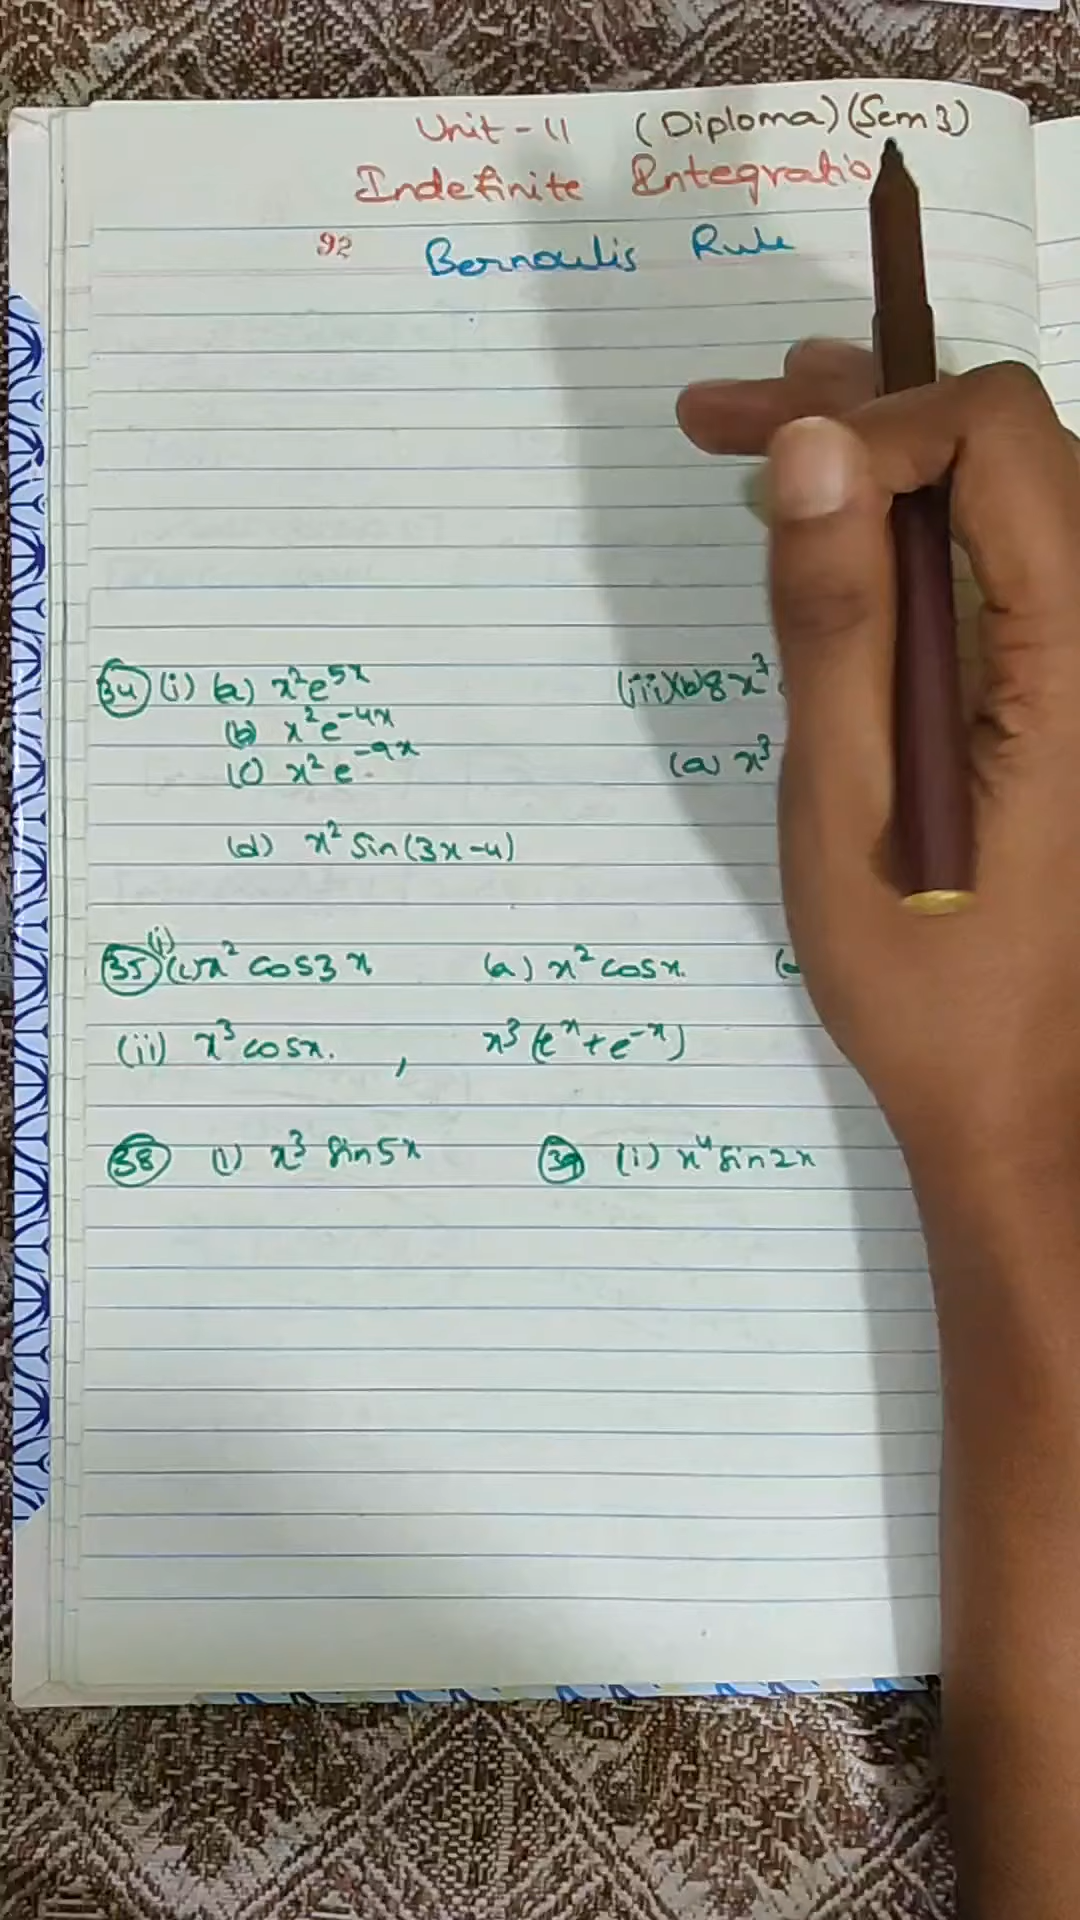 Unit - 11 (Diploma) (Sem 3)
Indefinite Integratio
92 Bernoulis Rule
34 (i) (a) x²e^5x (iii)(b) 8x³
(b) x²e^-4x
(c) x²e^-9x (a) x³
(d) x² sin(3x-4)
35 (i) (c) x² cos3x (a) x² cosx.
(ii) x³ cosx. , x³ (e^x + e^-x)
38 (i) x³ sin5x 39 (i) x⁴ sin2x